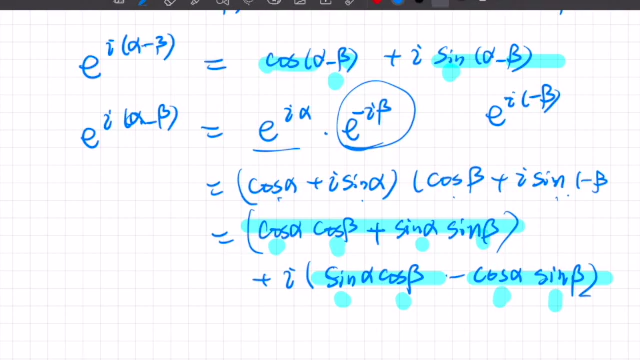 e^{i(α-β)} = cos(α-β) + i sin(α-β)
e^{i(α-β)} = e^{iα} · e^{-iβ} e^{i(-β)}
= (cosα + i sinα) (cosβ + i sin(-β
= (cosα cosβ + sinα sinβ)
+ i (sinα cosβ - cosα sinβ)